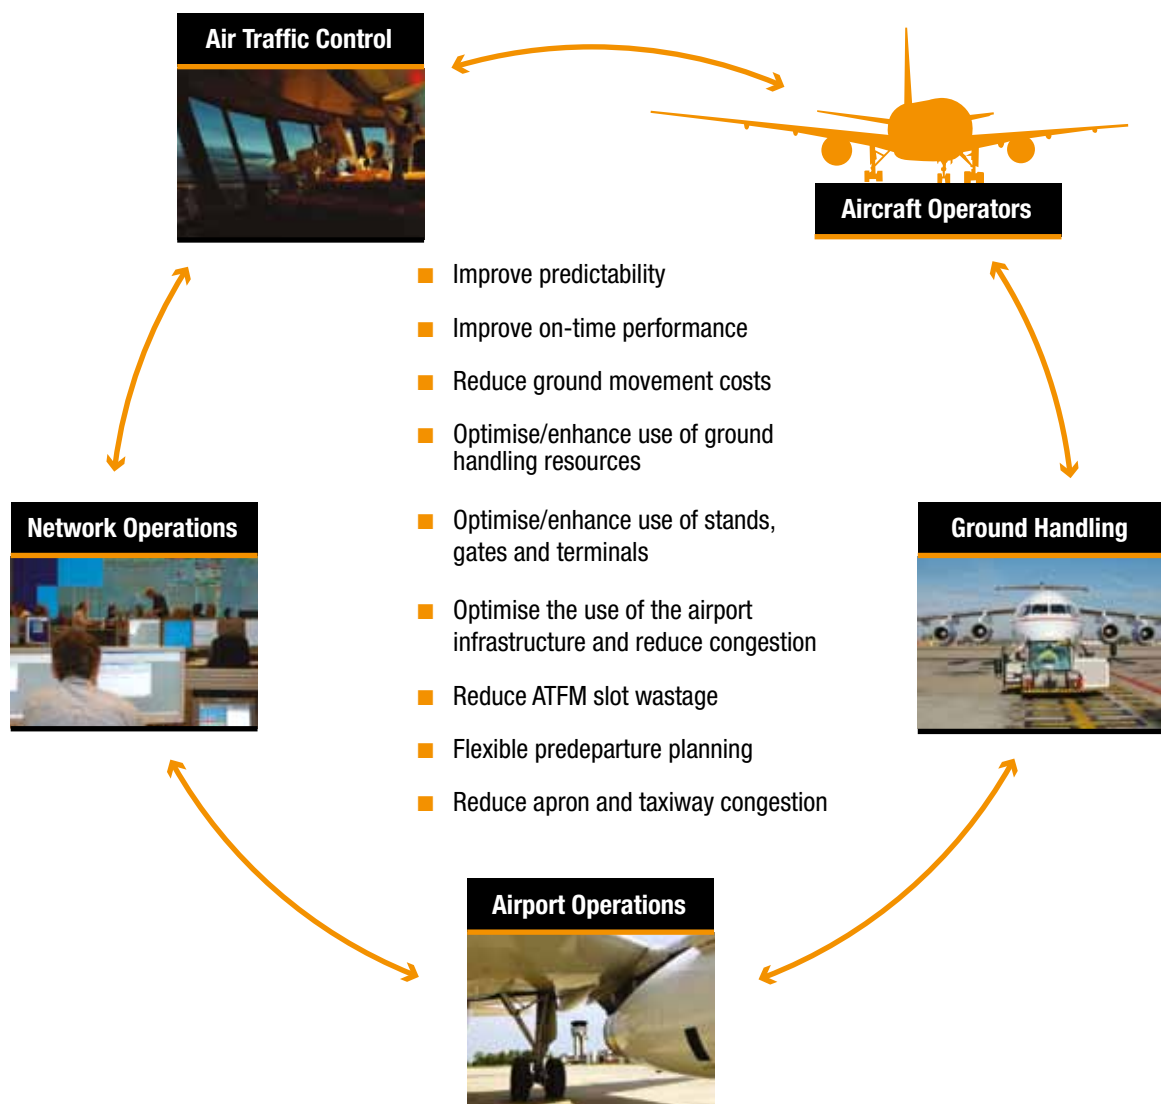 Air Traffic Control
Aircraft Operators
Improve predictability
Improve on-time performance
Reduce ground movement costs
Optimise/enhance use of ground
handling resources
Network Operations
Optimise/enhance use of stands,
gates and terminals
Ground Handling
Optimise the use of the airport
infrastructure and reduce congestion
Reduce ATFM slot wastage
Flexible predeparture planning
Reduce apron and taxiway congestion
Airport Operations